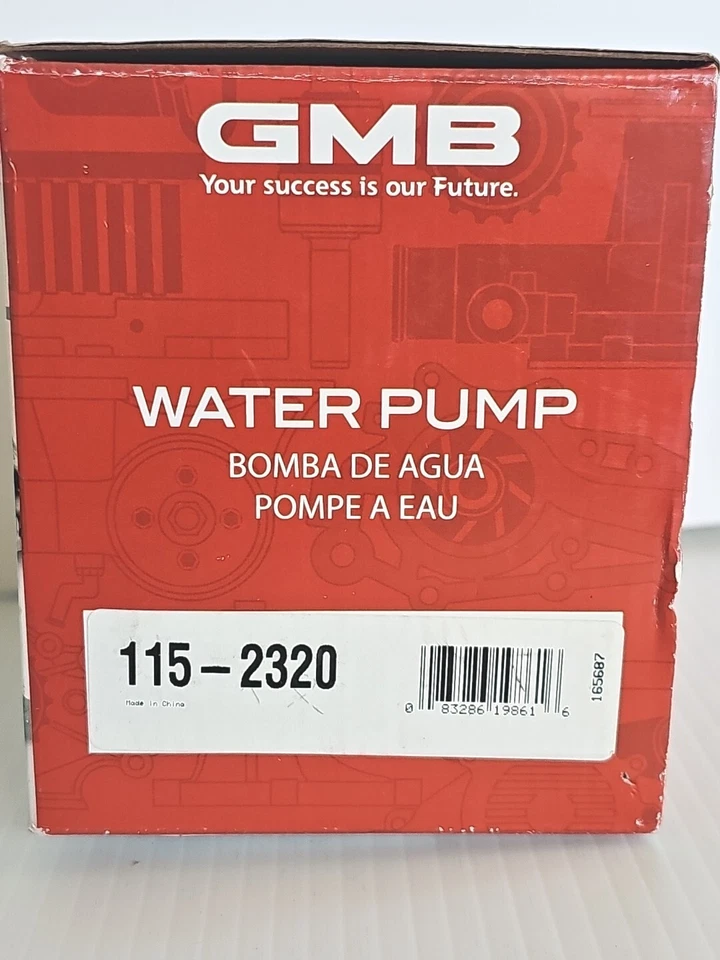 GMB
Your success is our Future.
WATER PUMP
BOMBA DE AGUA
POMPE A EAU
115-2320
Made in China
0 83286 19861 6
165687